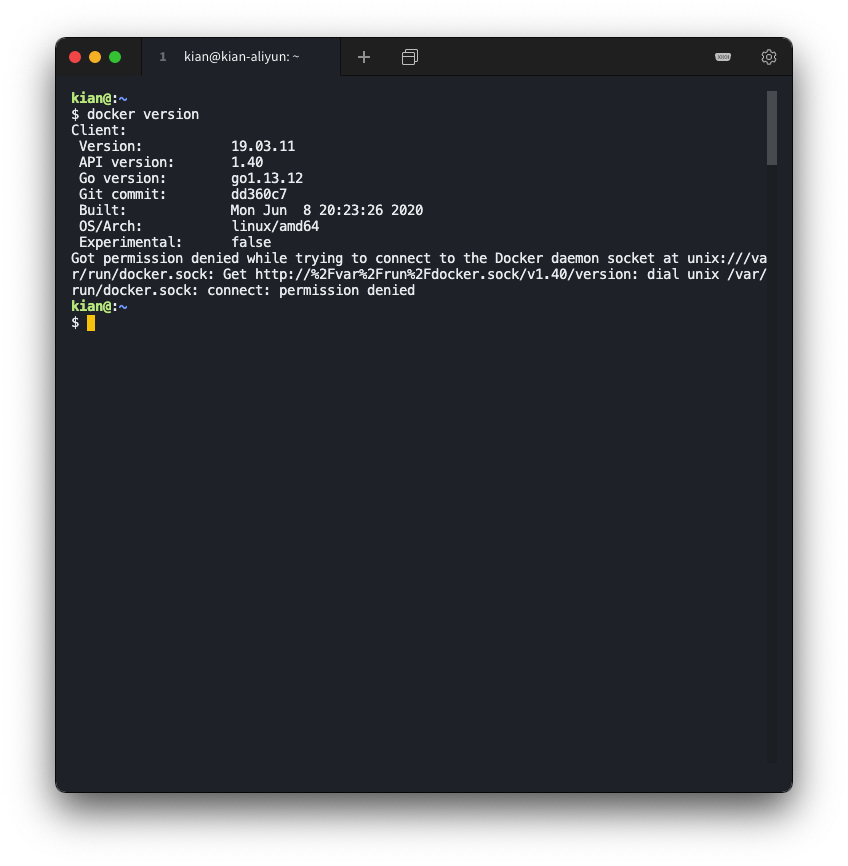 1 kian@kian-aliyun: ~
kian@:~
$ docker version
Client:
 Version:           19.03.11
 API version:       1.40
 Go version:        go1.13.12
 Git commit:        dd360c7
 Built:             Mon Jun  8 20:23:26 2020
 OS/Arch:           linux/amd64
 Experimental:      false
Got permission denied while trying to connect to the Docker daemon socket at unix:///va
r/run/docker.sock: Get http://%2Fvar%2Frun%2Fdocker.sock/v1.40/version: dial unix /var/
run/docker.sock: connect: permission denied
kian@:~
$